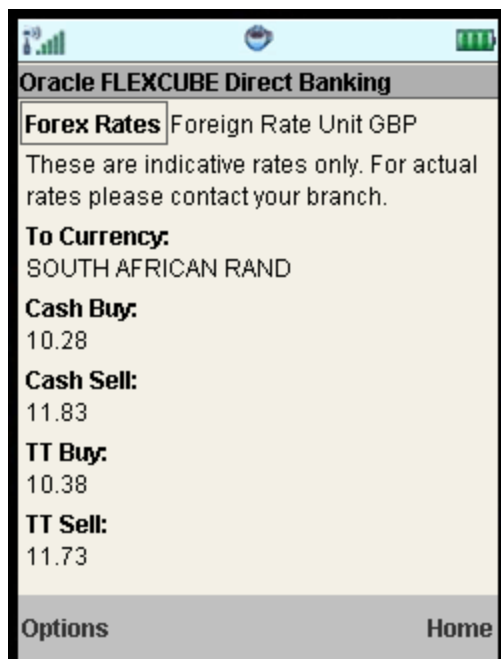 Oracle FLEXCUBE Direct Banking
Forex Rates Foreign Rate Unit GBP
These are indicative rates only. For actual
rates please contact your branch.
To Currency:
SOUTH AFRICAN RAND
Cash Buy:
10.28
Cash Sell:
11.83
TT Buy:
10.38
TT Sell:
11.73
Options Home